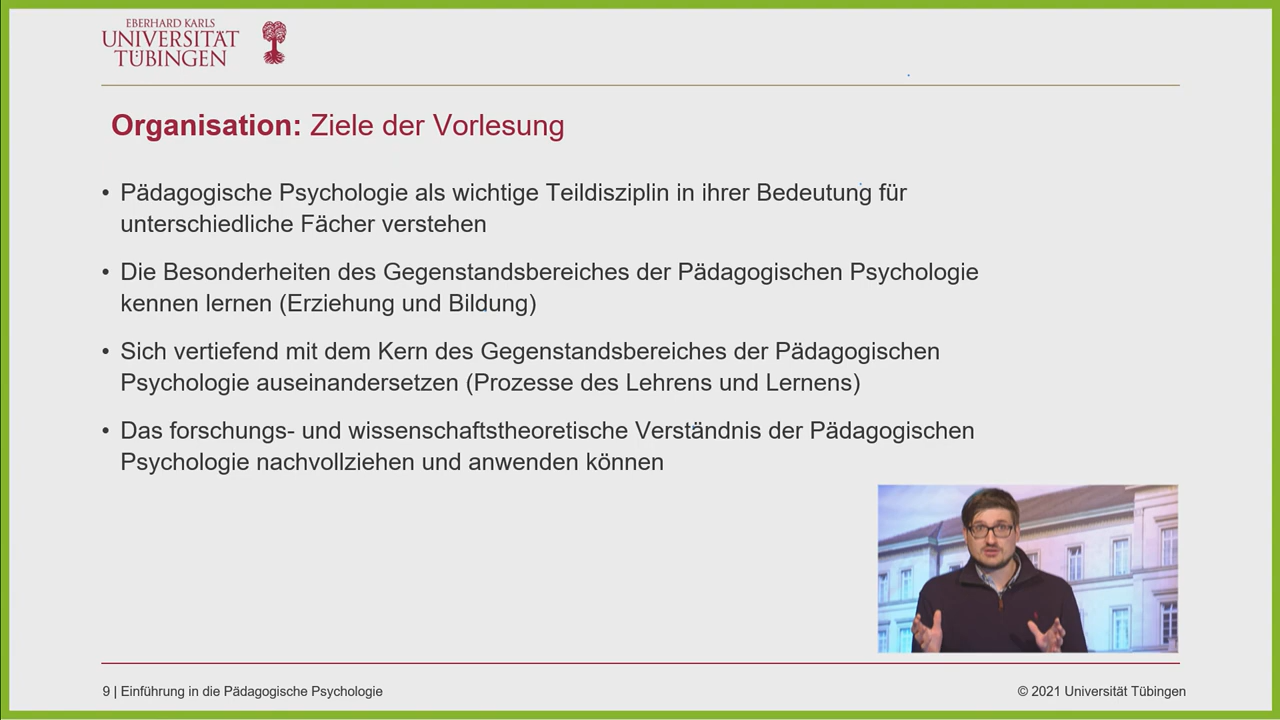 EBERHARD KARLS
UNIVERSITÄT
TÜBINGEN
Organisation: Ziele der Vorlesung
• Pädagogische Psychologie als wichtige Teildisziplin in ihrer Bedeutung für
unterschiedliche Fächer verstehen
• Die Besonderheiten des Gegenstandsbereiches der Pädagogischen Psychologie
kennen lernen (Erziehung und Bildung)
• Sich vertiefend mit dem Kern des Gegenstandsbereiches der Pädagogischen
Psychologie auseinandersetzen (Prozesse des Lehrens und Lernens)
• Das forschungs- und wissenschaftstheoretische Verständnis der Pädagogischen
Psychologie nachvollziehen und anwenden können
9 | Einführung in die Pädagogische Psychologie
© 2021 Universität Tübingen